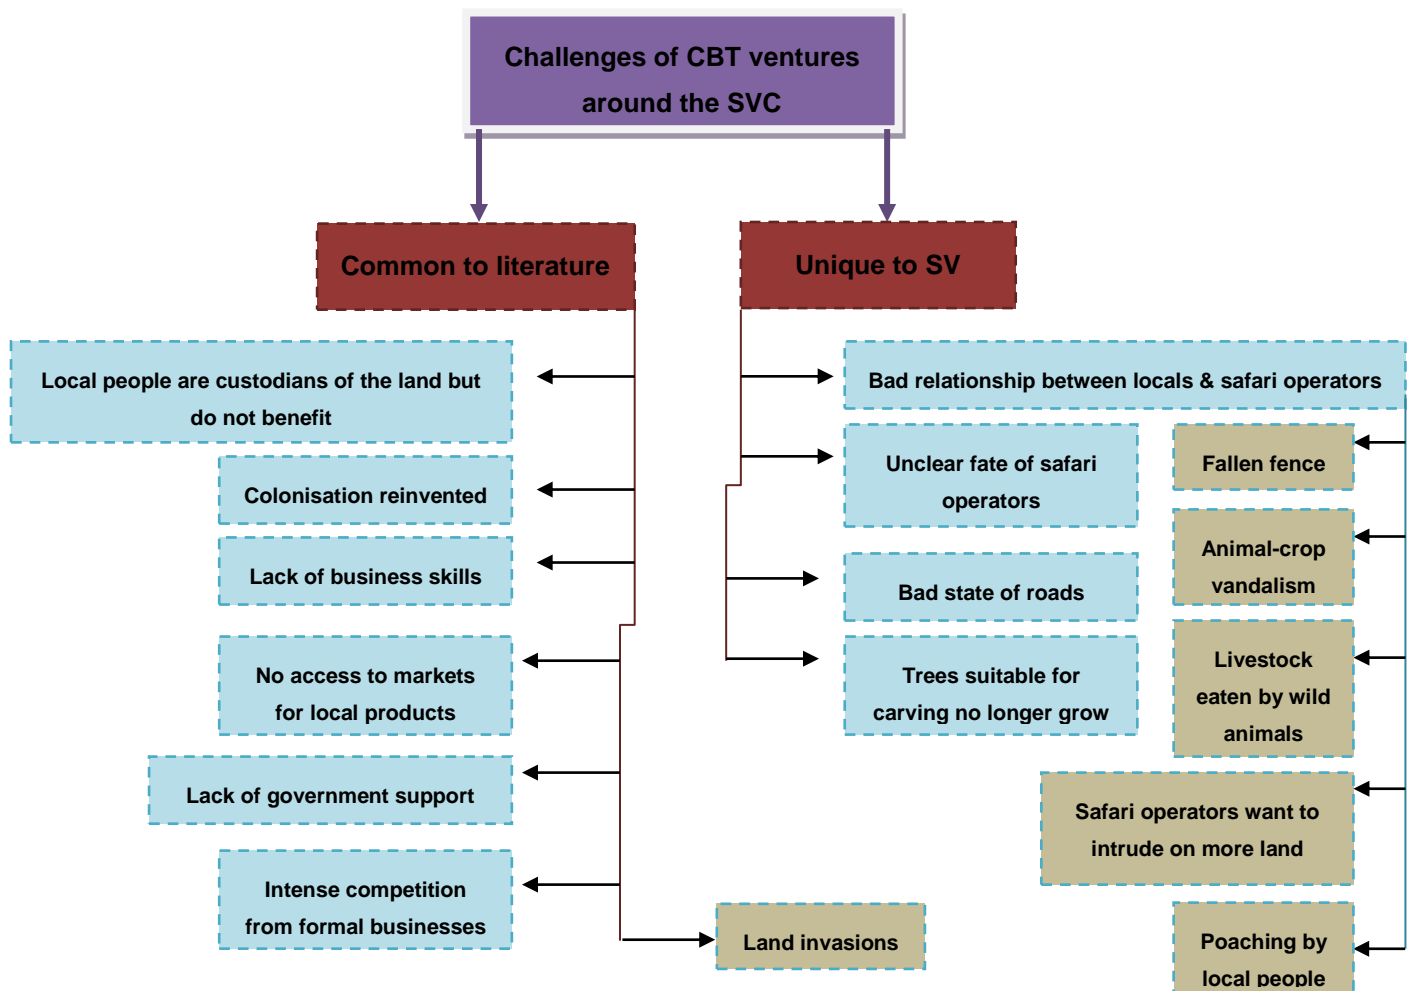 Challenges of CBT ventures
around the SVC
Common to literature
Unique to SV
Local people are custodians of the land but
do not benefit
Colonisation reinvented
Lack of business skills
No access to markets
for local products
Lack of government support
Intense competition
from formal businesses
Land invasions
Bad relationship between locals & safari operators
Unclear fate of safari
operators
Bad state of roads
Trees suitable for
carving no longer grow
Fallen fence
Animal-crop
vandalism
Livestock
eaten by wild
animals
Safari operators want to
intrude on more land
Poaching by
local people